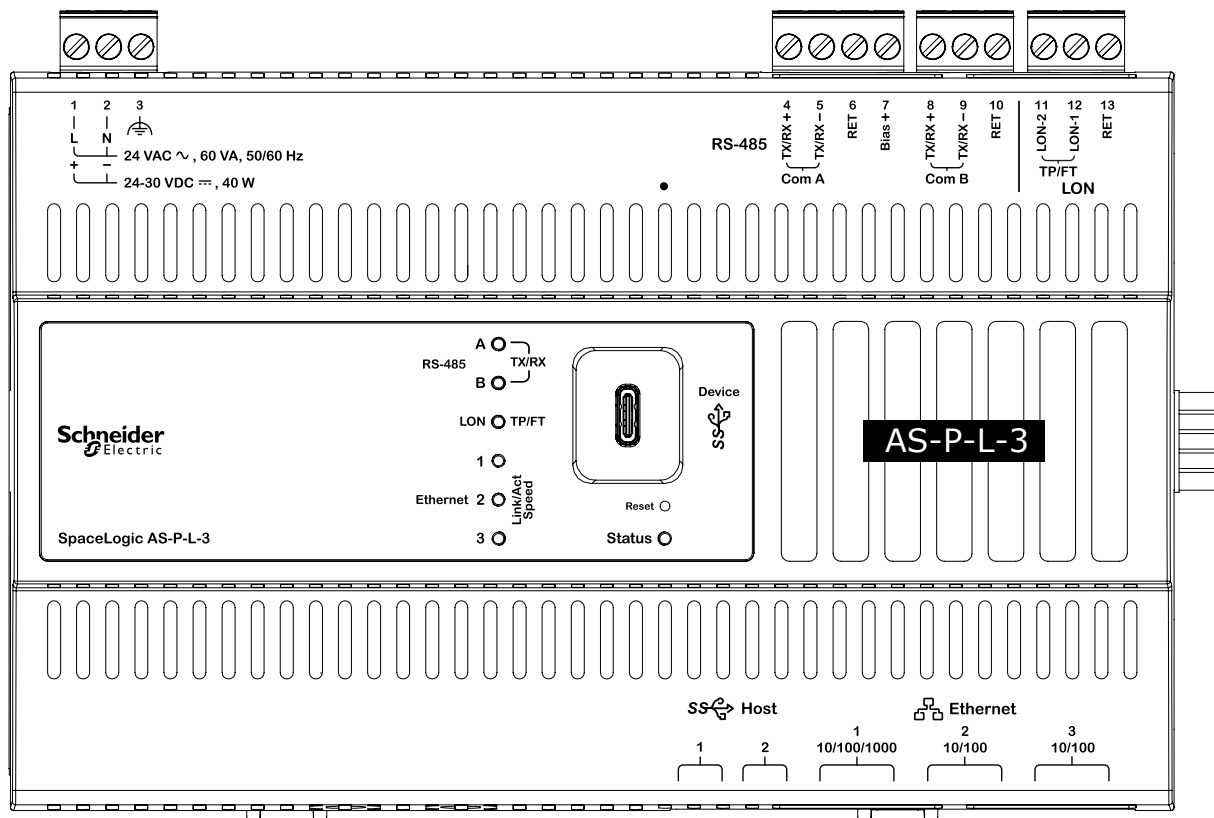 1 2 3
L N
24 VAC ∿ , 60 VA, 50/60 Hz
+ −
24-30 VDC ⎓ , 40 W
RS-485
4 5 6 7 8 9 10 11 12 13
TX/RX +
TX/RX −
RET
Bias +
TX/RX +
TX/RX −
RET
LON-2
LON-1
RET
Com A
Com B
TP/FT
LON
A
RS-485 TX/RX
B
LON TP/FT
1
Ethernet 2
3
Link/Act
Speed
Device
SS
Reset
Status
Schneider
Electric
SpaceLogic AS-P-L-3
AS-P-L-3
SS Host
1 2
Ethernet
1
10/100/1000
2
10/100
3
10/100